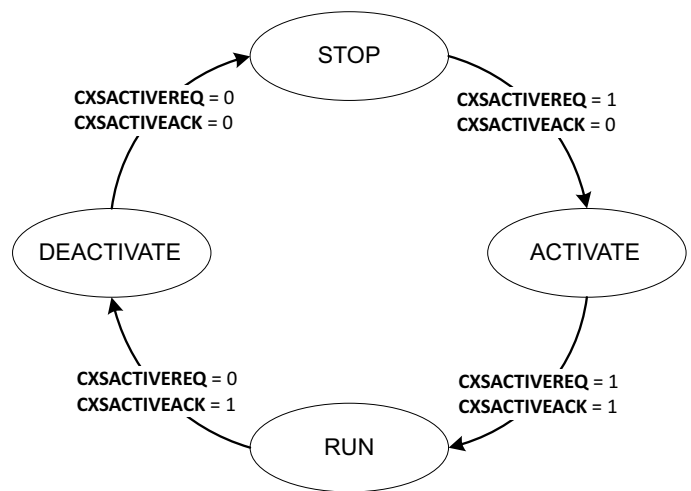 STOP
CXSACTIVEREQ = 0
CXSACTIVEACK = 0
CXSACTIVEREQ = 1
CXSACTIVEACK = 0
DEACTIVATE
ACTIVATE
CXSACTIVEREQ = 0
CXSACTIVEACK = 1
CXSACTIVEREQ = 1
CXSACTIVEACK = 1
RUN